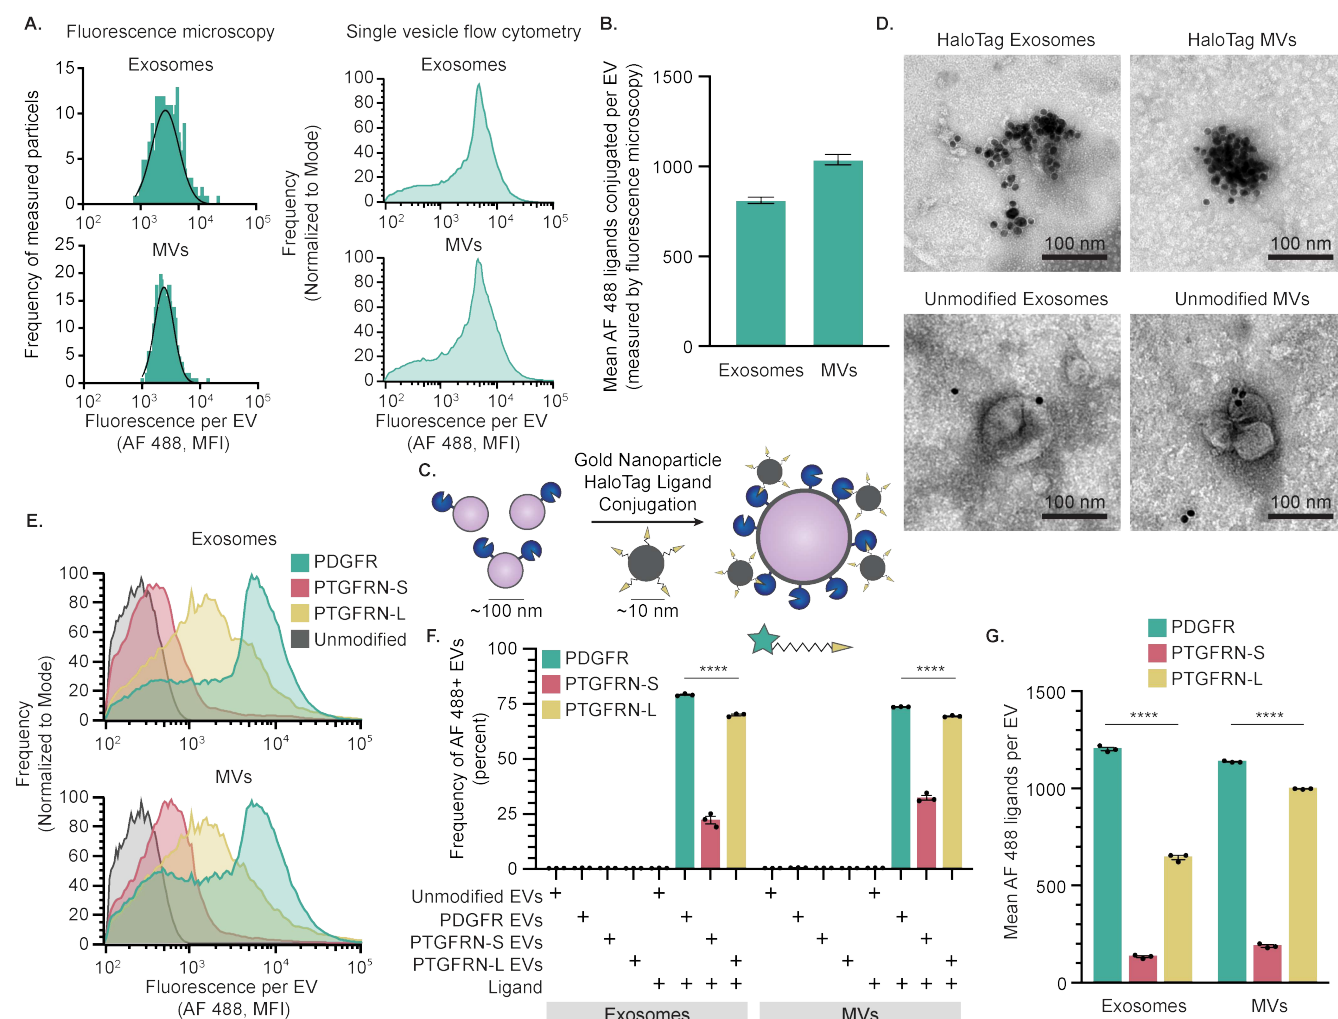 A.
Fluorescence microscopy
Single vesicle flow cytometry
Frequency of measured particels
Exosomes
15
10
5
0
10² 10³ 10⁴ 10⁵
MVs
25
20
15
10
5
0
10² 10³ 10⁴ 10⁵
Fluorescence per EV
(AF 488, MFI)
Frequency
(Normalized to Mode)
Exosomes
100
80
60
40
20
0
10² 10³ 10⁴ 10⁵
MVs
100
80
60
40
20
0
10² 10³ 10⁴ 10⁵
Fluorescence per EV
(AF 488, MFI)
B.
Mean AF 488 ligands conjugated per EV
(measured by fluorescence microscopy)
1500
1000
500
0
Exosomes MVs
C.
Gold Nanoparticle
HaloTag Ligand
Conjugation
~100 nm
~10 nm
D.
HaloTag Exosomes
100 nm
HaloTag MVs
100 nm
Unmodified Exosomes
100 nm
Unmodified MVs
100 nm
E.
Exosomes
PDGFR
PTGFRN-S
PTGFRN-L
Unmodified
Frequency
(Normalized to Mode)
100
80
60
40
20
0
10² 10³ 10⁴ 10⁵
MVs
100
80
60
40
20
0
10² 10³ 10⁴ 10⁵
Fluorescence per EV
(AF 488, MFI)
F.
PDGFR
PTGFRN-S
PTGFRN-L
Frequency of AF 488+ EVs
(percent)
100
75
50
25
0
**** ****
Unmodified EVs + + + +
PDGFR EVs + + + +
PTGFRN-S EVs + + + +
PTGFRN-L EVs + + + +
Ligand + + + + + + + +
Exosomes MVs
G.
PDGFR
PTGFRN-S
PTGFRN-L
Mean AF 488 ligands per EV
1500
1000
500
0
**** ****
Exosomes MVs